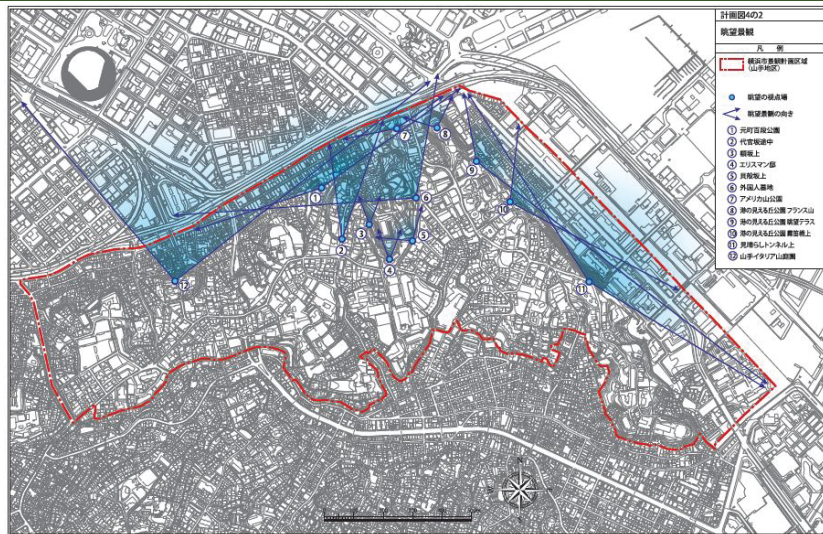 計画図4の2
眺望景観
凡 例
横浜市景観計画区域
(山手地区)
眺望の視点場
眺望景観の向き
① 元町百段公園
② 代官坂途中
③ 額坂上
④ エリスマン邸
⑤ 貝殻坂上
⑥ 外国人墓地
⑦ アメリカ山公園
⑧ 港の見える丘公園 フランス山
⑨ 港の見える丘公園 眺望テラス
⑩ 港の見える丘公園 霧笛橋上
⑪ 見晴らしトンネル上
⑫ 山手イタリア山庭園
⑦
⑧
⑨
①
⑥
⑩
②
③
⑤
④
⑫
⑪